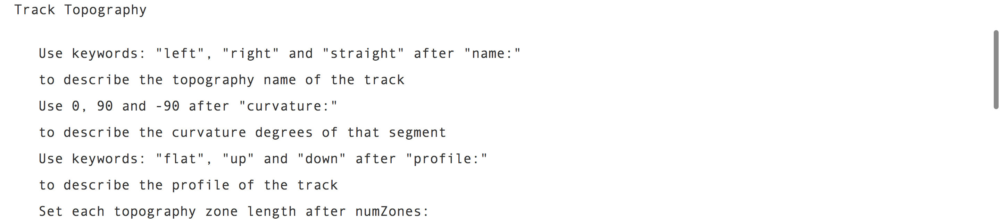 Track Topography
Use keywords: "left", "right" and "straight" after "name:"
to describe the topography name of the track
Use 0, 90 and -90 after "curvature:"
to describe the curvature degrees of that segment
Use keywords: "flat", "up" and "down" after "profile:"
to describe the profile of the track
Set each topography zone length after numZones: